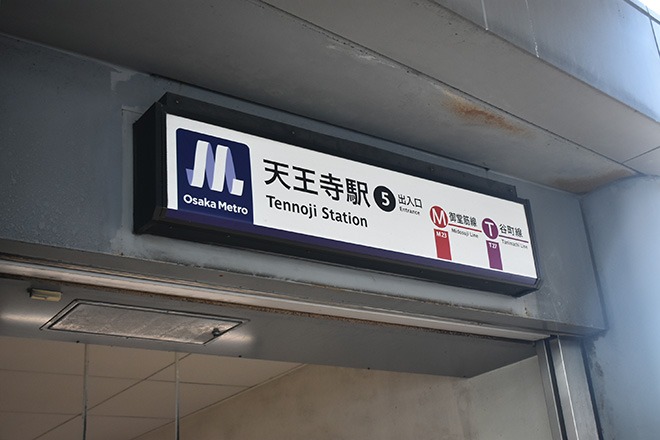 Osaka Metro
天王寺駅
Tennoji Station
5
出入口
Entrance
M
御堂筋線
Midosuji Line
M23
T
谷町線
Tanimachi Line
T27